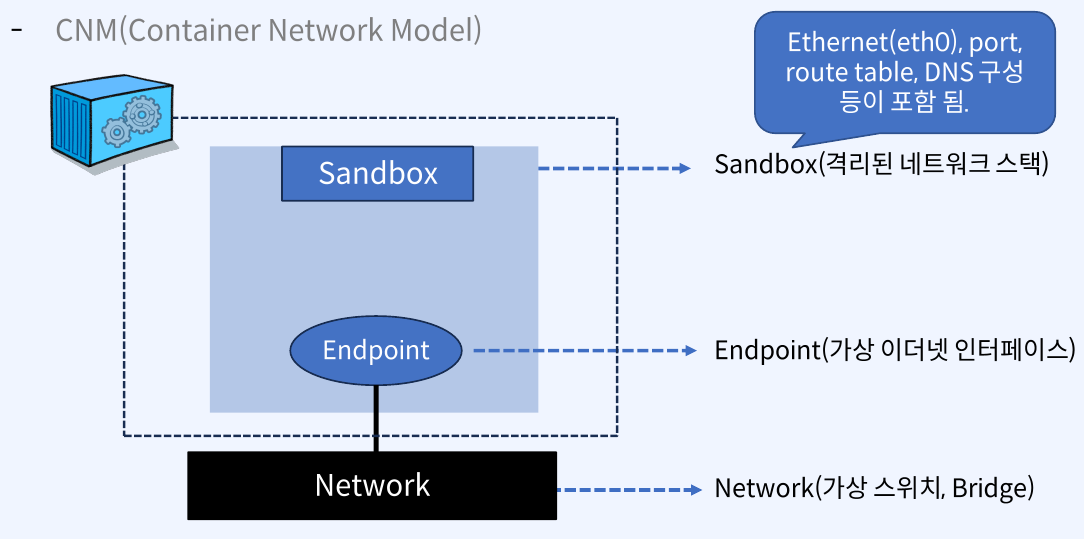 - CNM(Container Network Model)
Ethernet(eth0), port,
route table, DNS 구성
등이 포함 됨.
Sandbox
Sandbox(격리된 네트워크 스택)
Endpoint
Endpoint(가상 이더넷 인터페이스)
Network
Network(가상 스위치, Bridge)